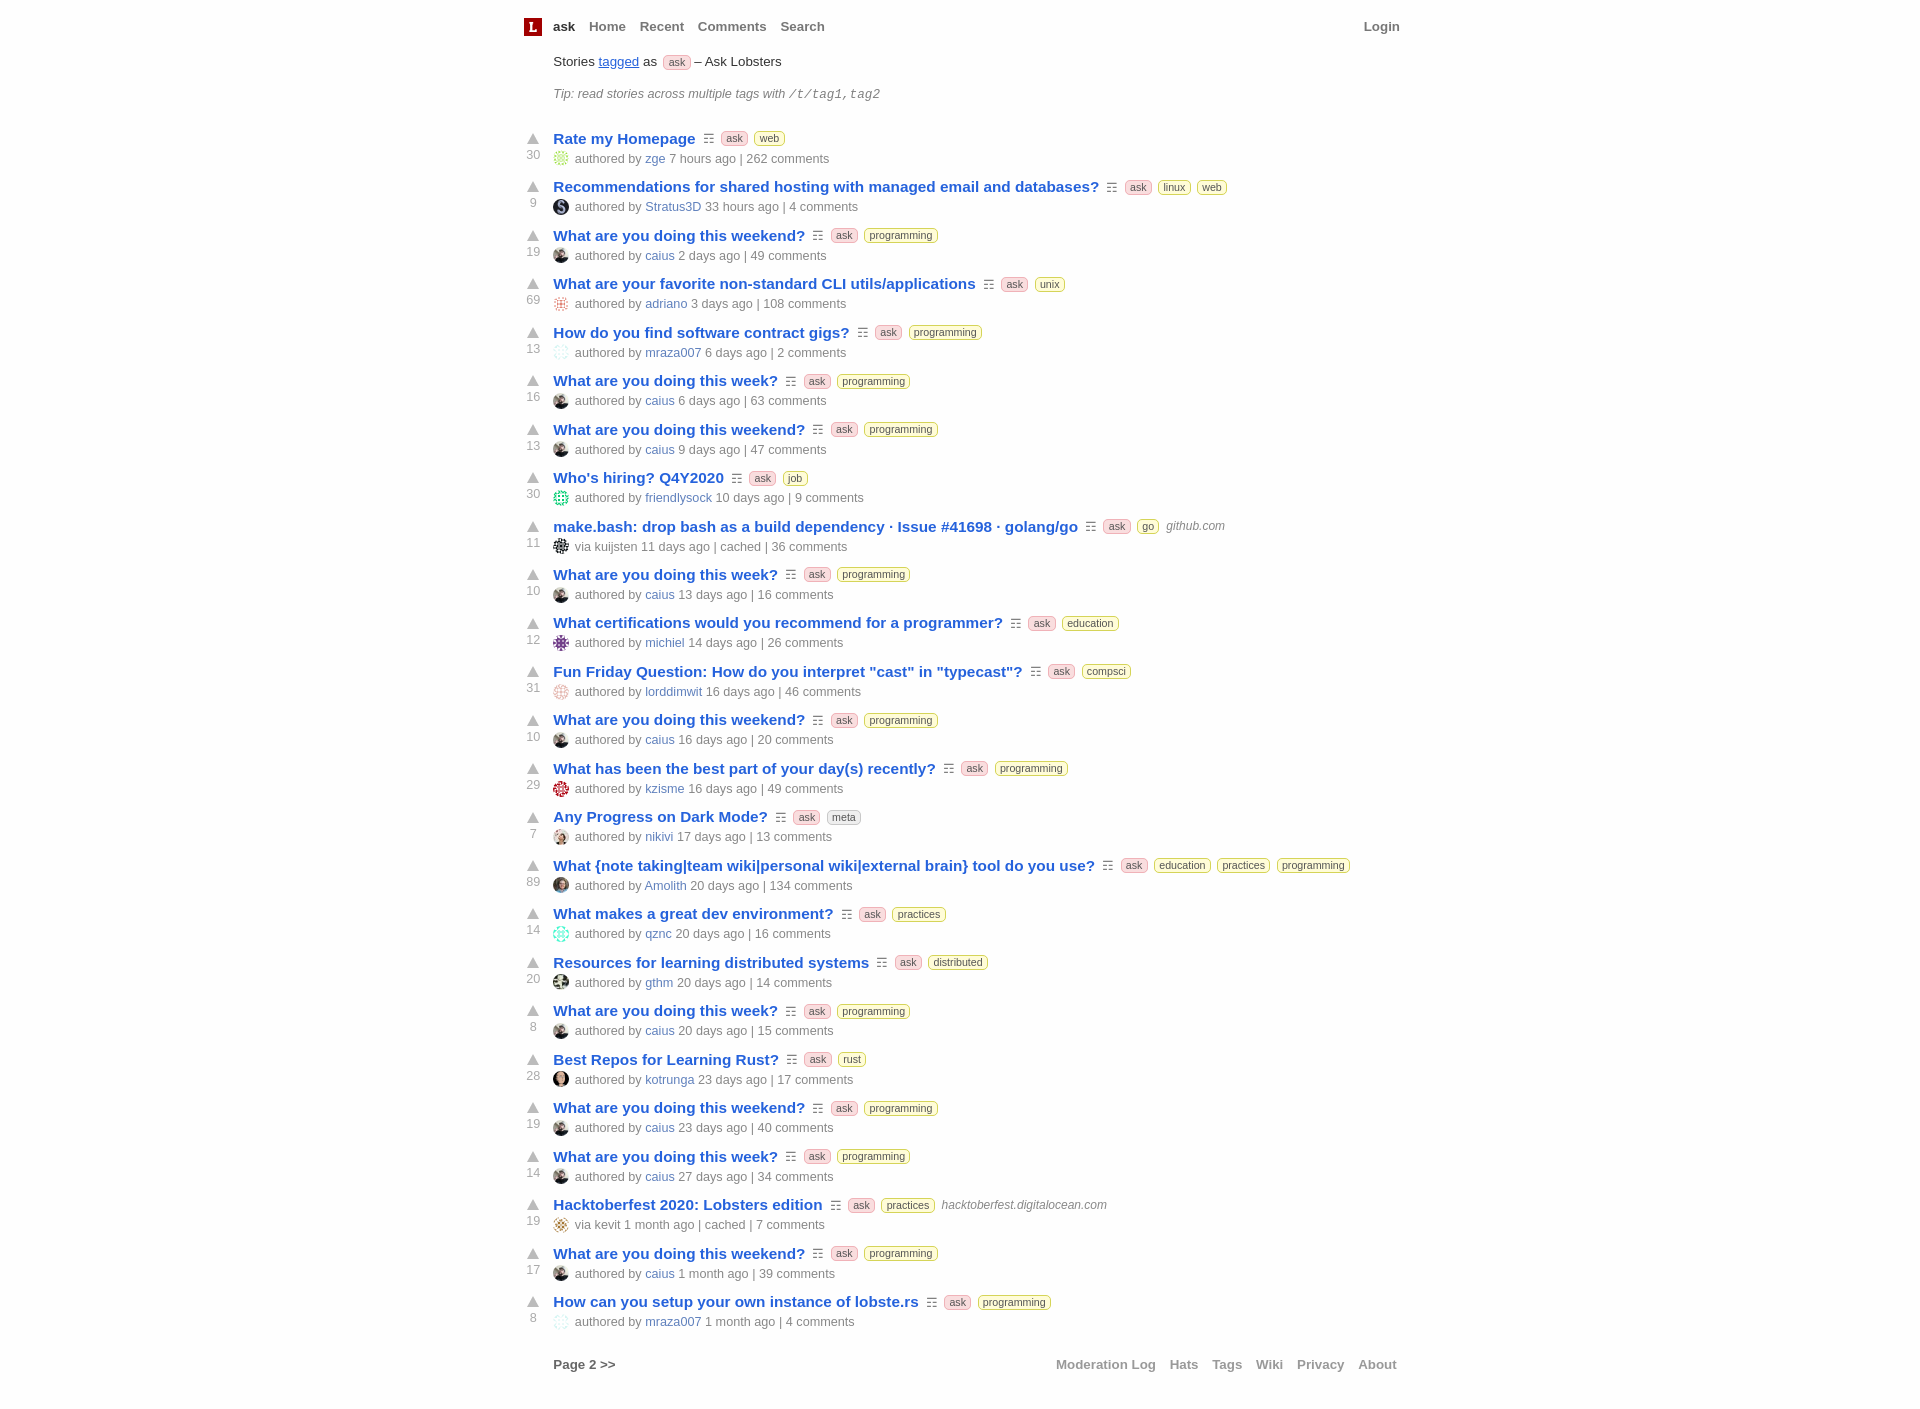 L ask Home Recent Comments Search Login
Stories tagged as ask – Ask Lobsters
Tip: read stories across multiple tags with /t/tag1,tag2
Rate my Homepage ☶ ask web
30 authored by zge 7 hours ago | 262 comments
Recommendations for shared hosting with managed email and databases? ☶ ask linux web
9 authored by Stratus3D 33 hours ago | 4 comments
What are you doing this weekend? ☶ ask programming
19 authored by caius 2 days ago | 49 comments
What are your favorite non-standard CLI utils/applications ☶ ask unix
69 authored by adriano 3 days ago | 108 comments
How do you find software contract gigs? ☶ ask programming
13 authored by mraza007 6 days ago | 2 comments
What are you doing this week? ☶ ask programming
16 authored by caius 6 days ago | 63 comments
What are you doing this weekend? ☶ ask programming
13 authored by caius 9 days ago | 47 comments
Who's hiring? Q4Y2020 ☶ ask job
30 authored by friendlysock 10 days ago | 9 comments
make.bash: drop bash as a build dependency · Issue #41698 · golang/go ☶ ask go github.com
11 via kuijsten 11 days ago | cached | 36 comments
What are you doing this week? ☶ ask programming
10 authored by caius 13 days ago | 16 comments
What certifications would you recommend for a programmer? ☶ ask education
12 authored by michiel 14 days ago | 26 comments
Fun Friday Question: How do you interpret "cast" in "typecast"? ☶ ask compsci
31 authored by lorddimwit 16 days ago | 46 comments
What are you doing this weekend? ☶ ask programming
10 authored by caius 16 days ago | 20 comments
What has been the best part of your day(s) recently? ☶ ask programming
29 authored by kzisme 16 days ago | 49 comments
Any Progress on Dark Mode? ☶ ask meta
7 authored by nikivi 17 days ago | 13 comments
What {note taking|team wiki|personal wiki|external brain} tool do you use? ☶ ask education practices programming
89 authored by Amolith 20 days ago | 134 comments
What makes a great dev environment? ☶ ask practices
14 authored by qznc 20 days ago | 16 comments
Resources for learning distributed systems ☶ ask distributed
20 authored by gthm 20 days ago | 14 comments
What are you doing this week? ☶ ask programming
8 authored by caius 20 days ago | 15 comments
Best Repos for Learning Rust? ☶ ask rust
28 authored by kotrunga 23 days ago | 17 comments
What are you doing this weekend? ☶ ask programming
19 authored by caius 23 days ago | 40 comments
What are you doing this week? ☶ ask programming
14 authored by caius 27 days ago | 34 comments
Hacktoberfest 2020: Lobsters edition ☶ ask practices hacktoberfest.digitalocean.com
19 via kevit 1 month ago | cached | 7 comments
What are you doing this weekend? ☶ ask programming
17 authored by caius 1 month ago | 39 comments
How can you setup your own instance of lobste.rs ☶ ask programming
8 authored by mraza007 1 month ago | 4 comments
Page 2 >> Moderation Log Hats Tags Wiki Privacy About